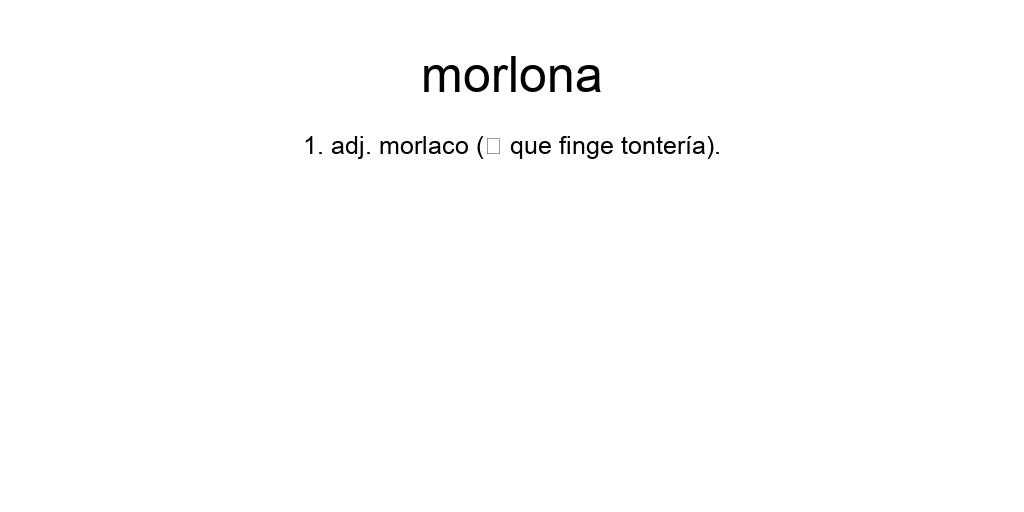 morlona
1. adj. morlaco (□ que finge tontería).